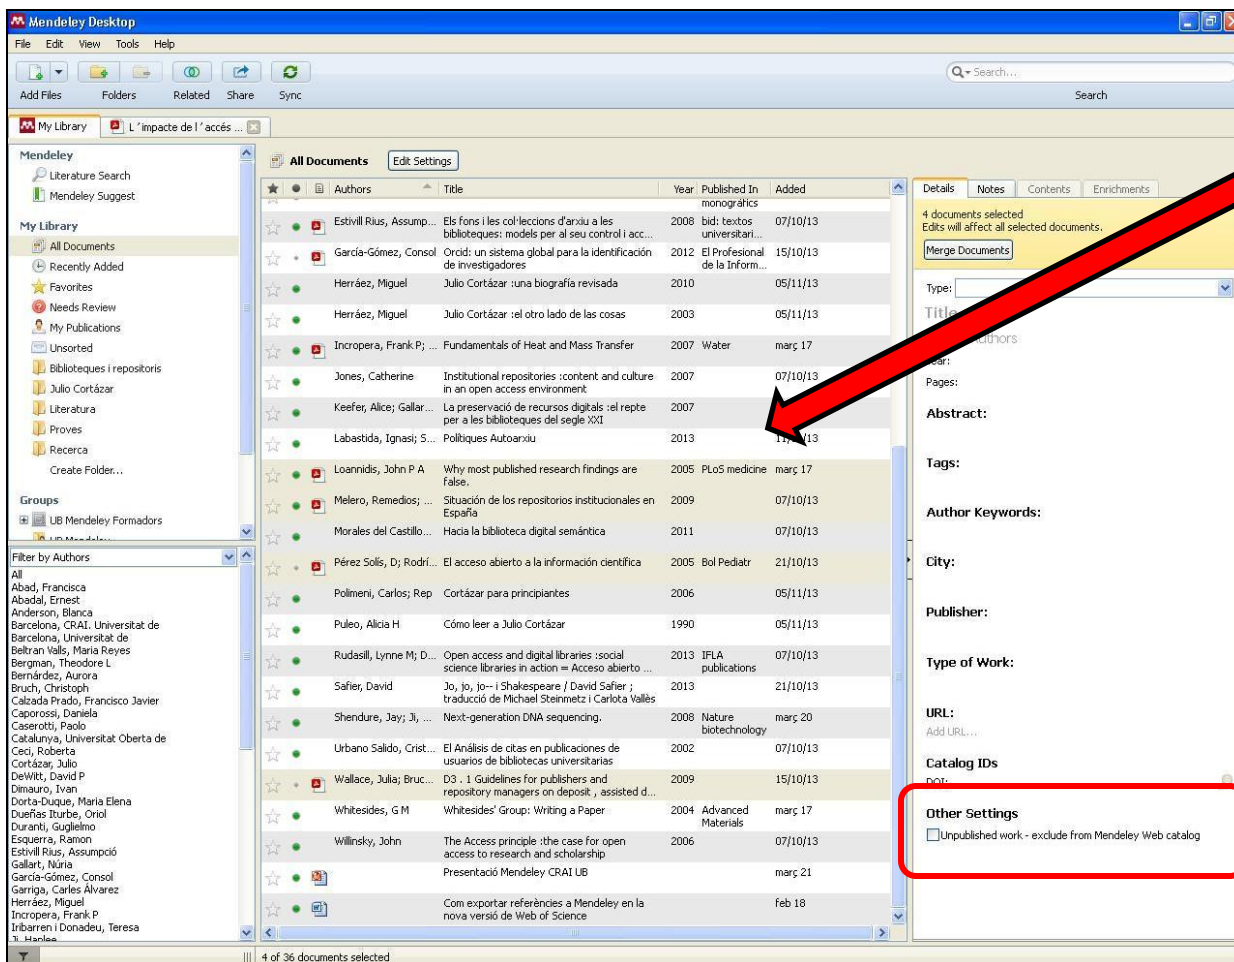 Mendeley Desktop
File Edit View Tools Help
Search...
Add Files Folders Related Share Sync Search
My Library L 'impacte de l 'accés ...
Mendeley
Literature Search
Mendeley Suggest
My Library
All Documents
Recently Added
Favorites
Needs Review
My Publications
Unsorted
Biblioteques i repositoris
Julio Cortázar
Literatura
Proves
Recerca
Create Folder...
Groups
UB Mendeley Formadors
UB Mendeley
Filter by Authors
All
Abad, Francisca
Abadal, Ernest
Anderson, Blanca
Barcelona, CRAI. Universitat de
Barcelona, Universitat de
Beltran Valls, Maria Reyes
Bergman, Theodore L
Bernárdez, Aurora
Bruch, Christoph
Calzada Prado, Francisco Javier
Caporossi, Daniela
Caserotti, Paolo
Catalunya, Universitat Oberta de
Ceci, Roberta
Cortázar, Julio
DeWitt, David P
Dimauro, Ivan
Dorta-Duque, Maria Elena
Dueñas Iturbe, Oriol
Duranti, Guglielmo
Esquerra, Ramon
Estivill Rius, Assumpció
Gallart, Núria
García-Gómez, Consol
Garriga, Carles Álvarez
Herráez, Miguel
Incropera, Frank P
Iribarren i Donadeu, Teresa
Ji, Hanlee
All Documents Edit Settings
Authors Title Year Published In Added
monogràfics
Estivill Rius, Assump... Els fons i les col·leccions d'arxiu a les 2008 bid: textos 07/10/13
biblioteques: models per al seu control i acc... universitari...
García-Gómez, Consol Orcid: un sistema global para la identificación 2012 El Profesional 15/10/13
de investigadores de la Inform...
Herráez, Miguel Julio Cortázar :una biografía revisada 2010 05/11/13
Herráez, Miguel Julio Cortázar :el otro lado de las cosas 2003 05/11/13
Incropera, Frank P; ... Fundamentals of Heat and Mass Transfer 2007 Water març 17
Jones, Catherine Institutional repositories :content and culture 2007 07/10/13
in an open access environment
Keefer, Alice; Gallar... La preservació de recursos digitals :el repte 2007
per a les biblioteques del segle XXI
Labastida, Ignasi; S... Polítiques Autoarxiu 2013 /13
Loannidis, John P A Why most published research findings are 2005 PLoS medicine març 17
false.
Melero, Remedios; ... Situación de los repositorios institucionales en 2009 07/10/13
España
Morales del Castillo... Hacia la biblioteca digital semántica 2011 07/10/13
Pérez Solís, D; Rodrí... El acceso abierto a la información científica 2005 Bol Pediatr 21/10/13
Polimeni, Carlos; Rep Cortázar para principiantes 2006 05/11/13
Puleo, Alicia H Cómo leer a Julio Cortázar 1990 05/11/13
Rudasill, Lynne M; D... Open access and digital libraries :social 2013 IFLA 07/10/13
science libraries in action = Acceso abierto ... publications
Safier, David Jo, jo, jo-- i Shakespeare / David Safier ; 2013 21/10/13
traducció de Michael Steinmetz i Carlota Vallès
Shendure, Jay; Ji, ... Next-generation DNA sequencing. 2008 Nature març 20
biotechnology
Urbano Salido, Crist... El Análisis de citas en publicaciones de 2002 07/10/13
usuarios de bibliotecas universitarias
Wallace, Julia; Bruc... D3 . 1 Guidelines for publishers and 2009 15/10/13
repository managers on deposit , assisted d...
Whitesides, G M Whitesides' Group: Writing a Paper 2004 Advanced març 17
Materials
Willinsky, John The Access principle :the case for open 2006 07/10/13
access to research and scholarship
Presentació Mendeley CRAI UB març 21
Com exportar referències a Mendeley en la feb 18
nova versió de Web of Science
Details Notes Contents Enrichments
4 documents selected
Edits will affect all selected documents.
Merge Documents
Type:
Title
Pages:
Abstract:
Tags:
Author Keywords:
City:
Publisher:
Type of Work:
URL:
Add URL...
Catalog IDs
DOI:
Other Settings
Unpublished work - exclude from Mendeley Web catalog
4 of 36 documents selected